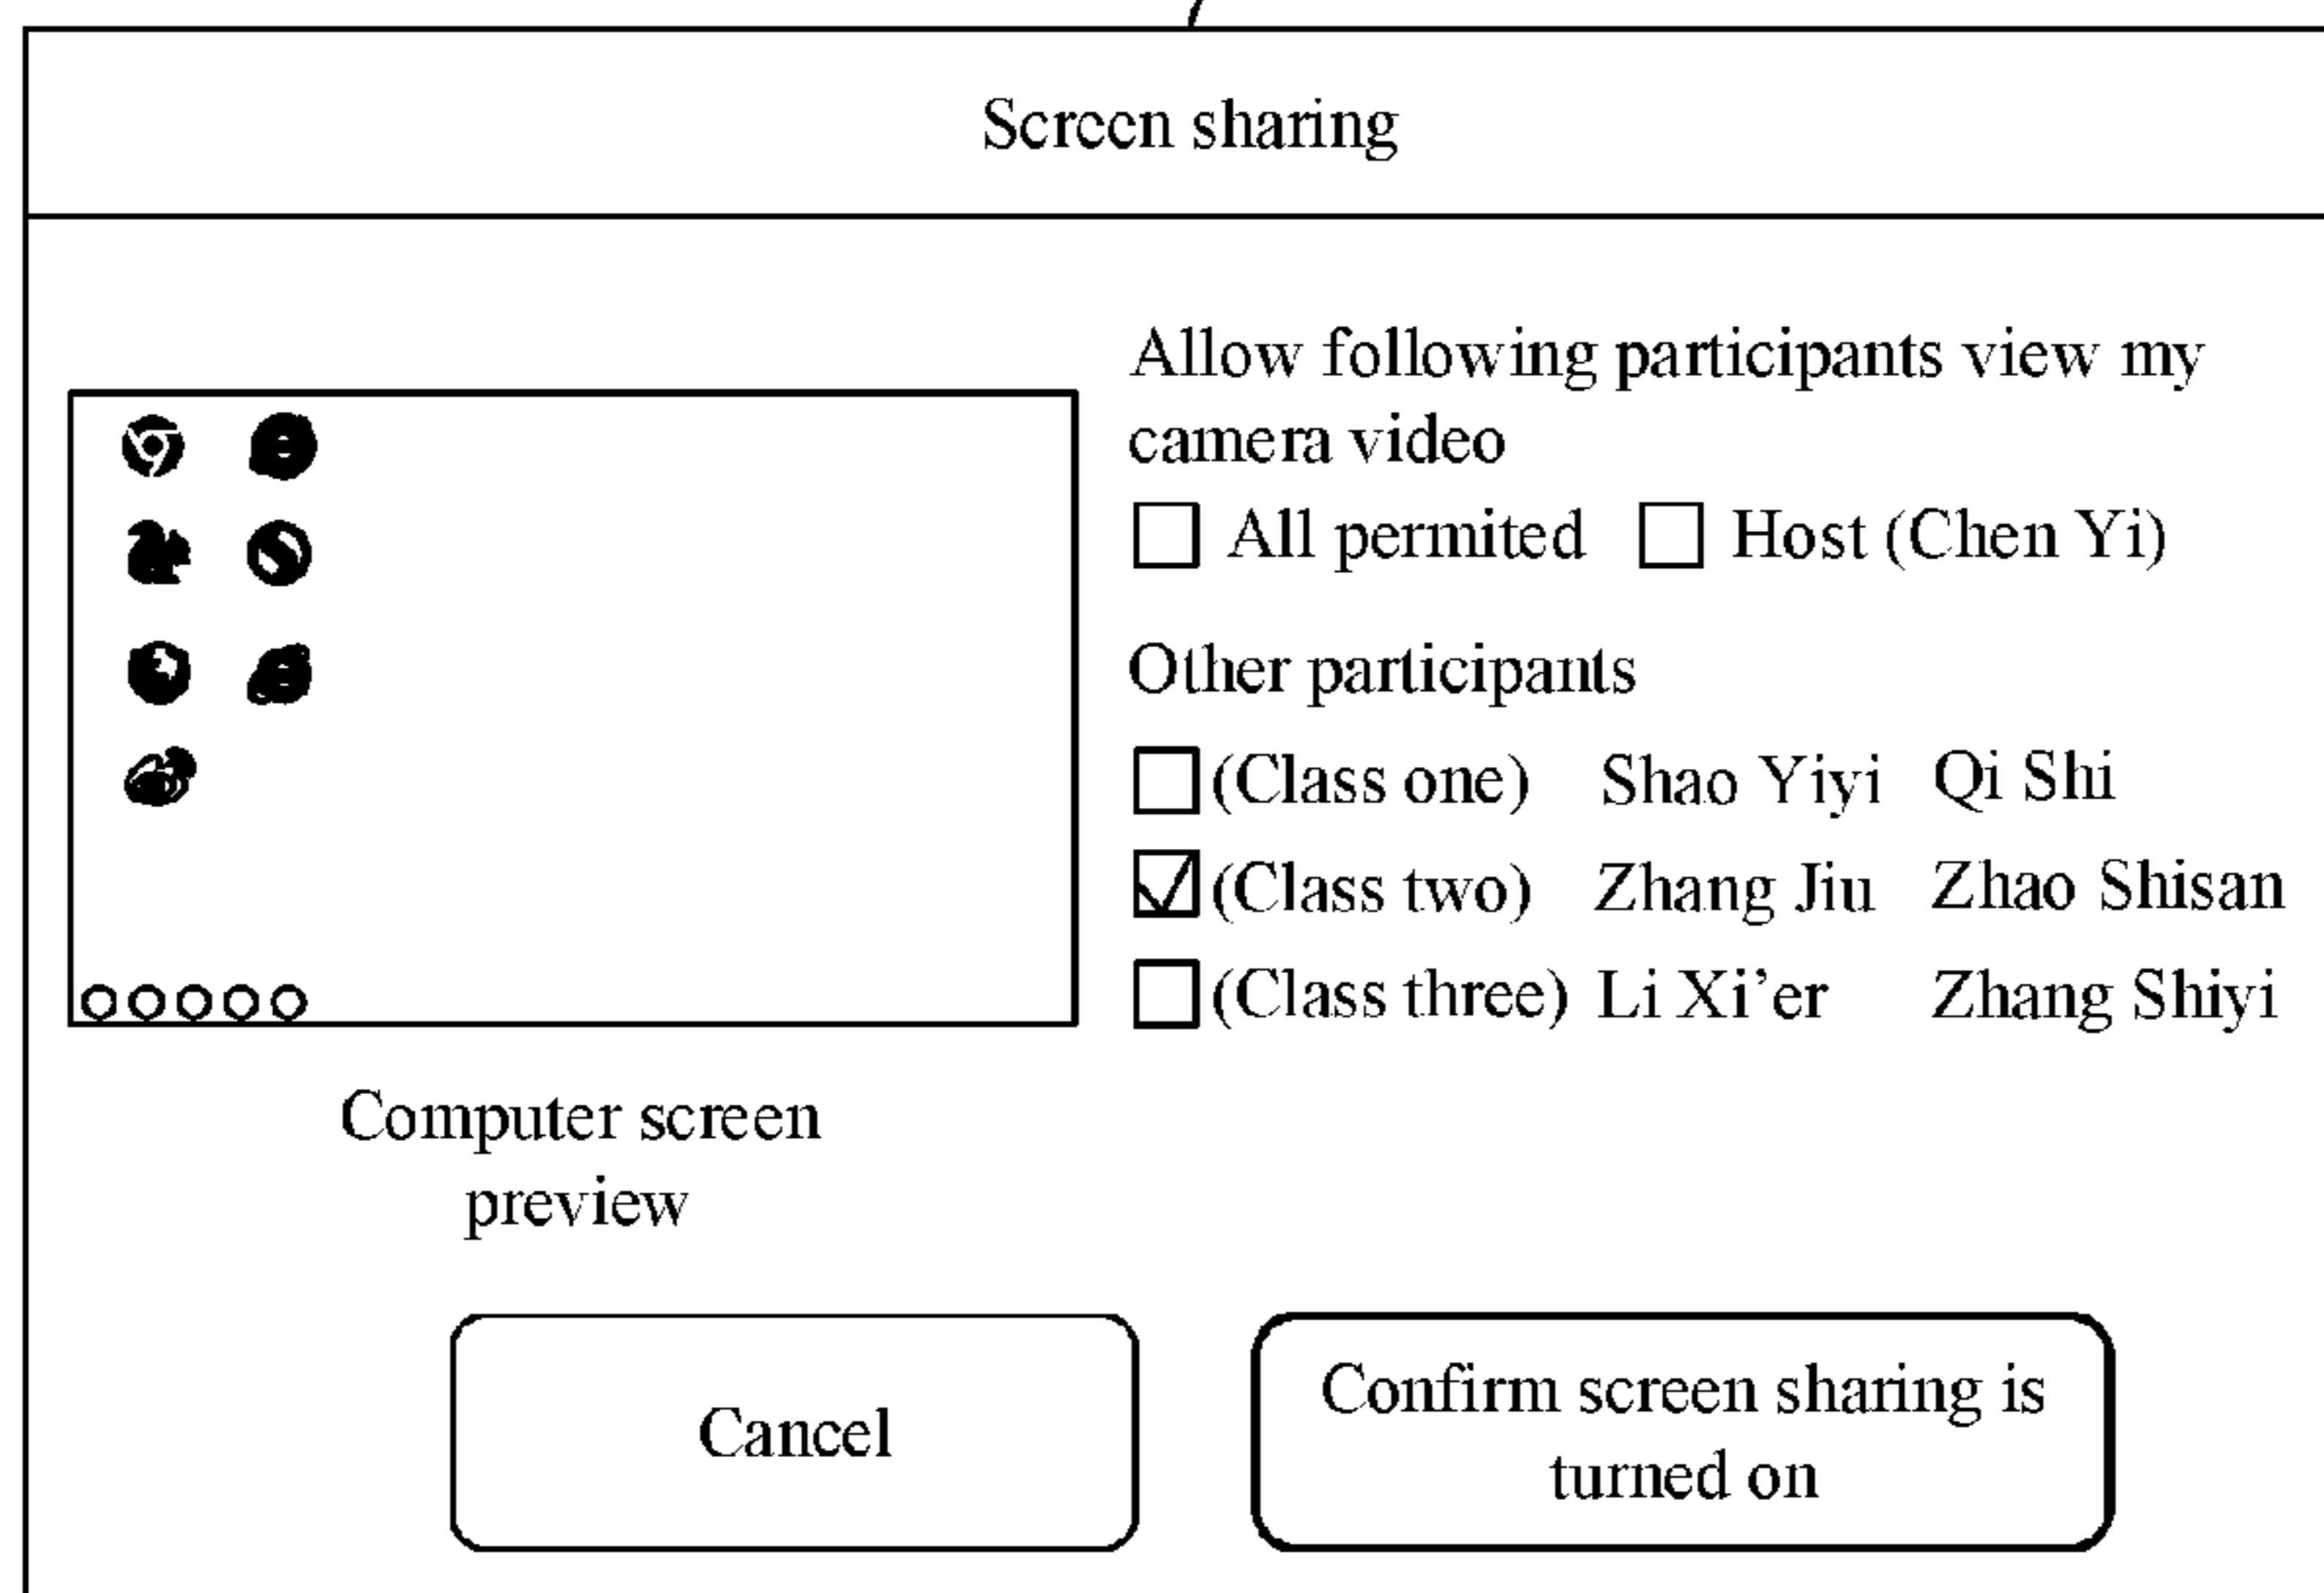 Screen sharing
Allow following participants view my
camera video
All permited Host (Chen Yi)
Other participants
(Class one) Shao Yiyi Qi Shi
(Class two) Zhang Jiu Zhao Shisan
(Class three) Li Xi’er Zhang Shiyi
Computer screen
preview
Cancel
Confirm screen sharing is
turned on